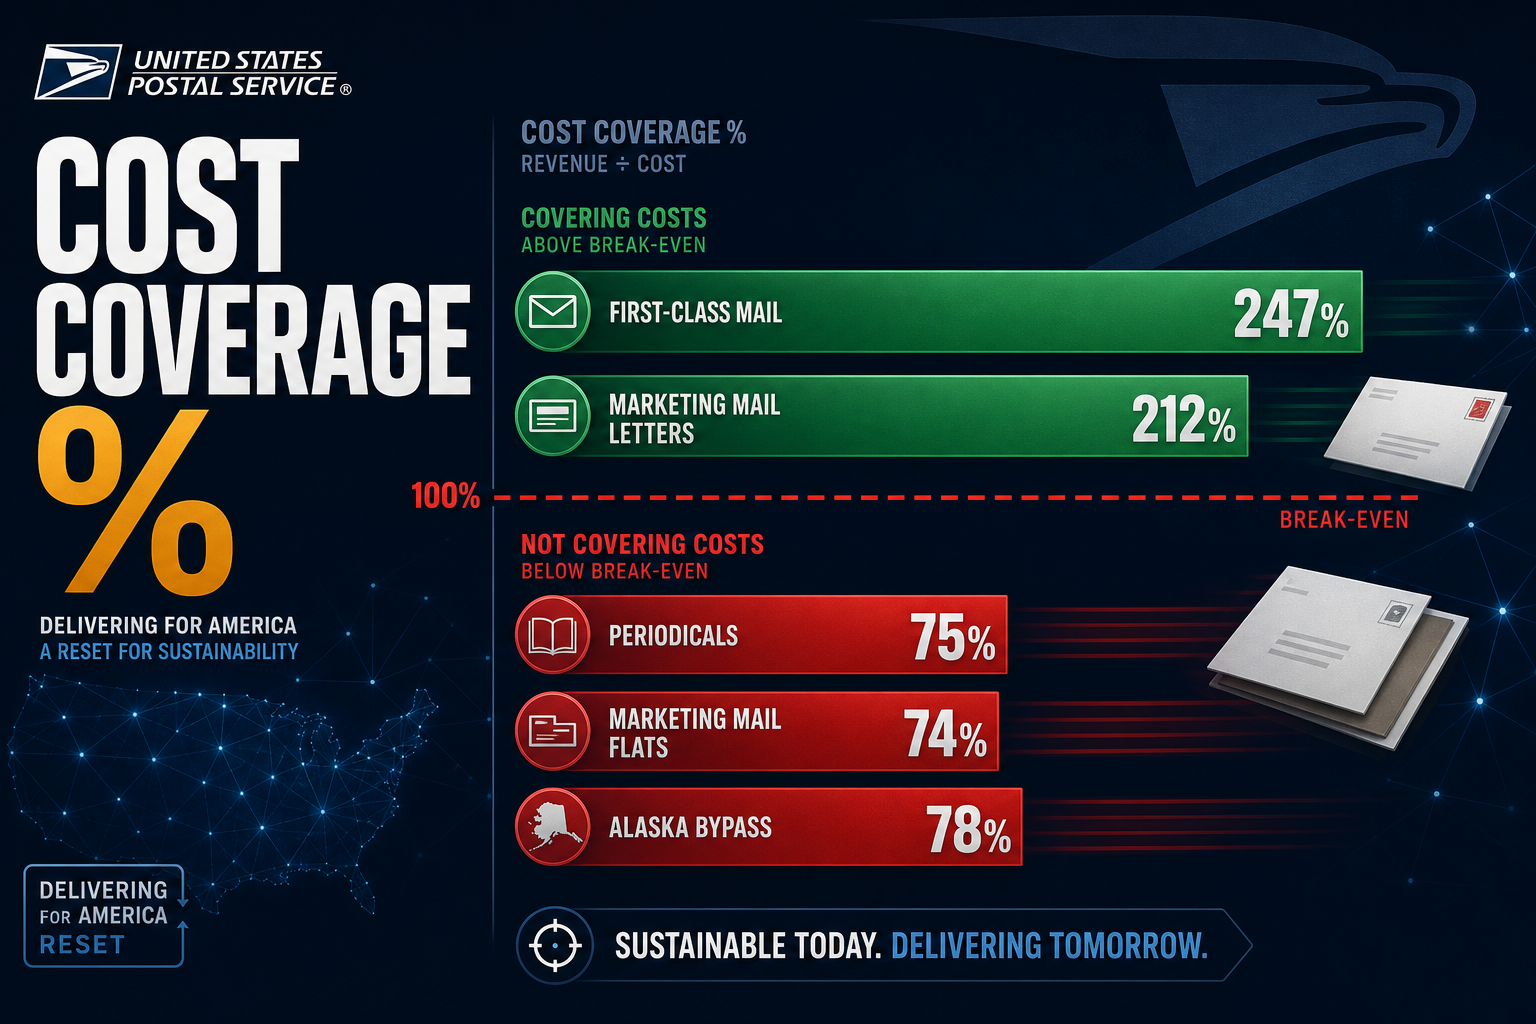 UNITED STATES
POSTAL SERVICE®
COST
COVERAGE
%
DELIVERING FOR AMERICA
A RESET FOR SUSTAINABILITY
DELIVERING
FOR AMERICA
RESET
COST COVERAGE %
REVENUE ÷ COST
COVERING COSTS
ABOVE BREAK-EVEN
FIRST-CLASS MAIL 247%
MARKETING MAIL
LETTERS 212%
100%
BREAK-EVEN
NOT COVERING COSTS
BELOW BREAK-EVEN
PERIODICALS 75%
MARKETING MAIL
FLATS 74%
ALASKA BYPASS 78%
SUSTAINABLE TODAY. DELIVERING TOMORROW.